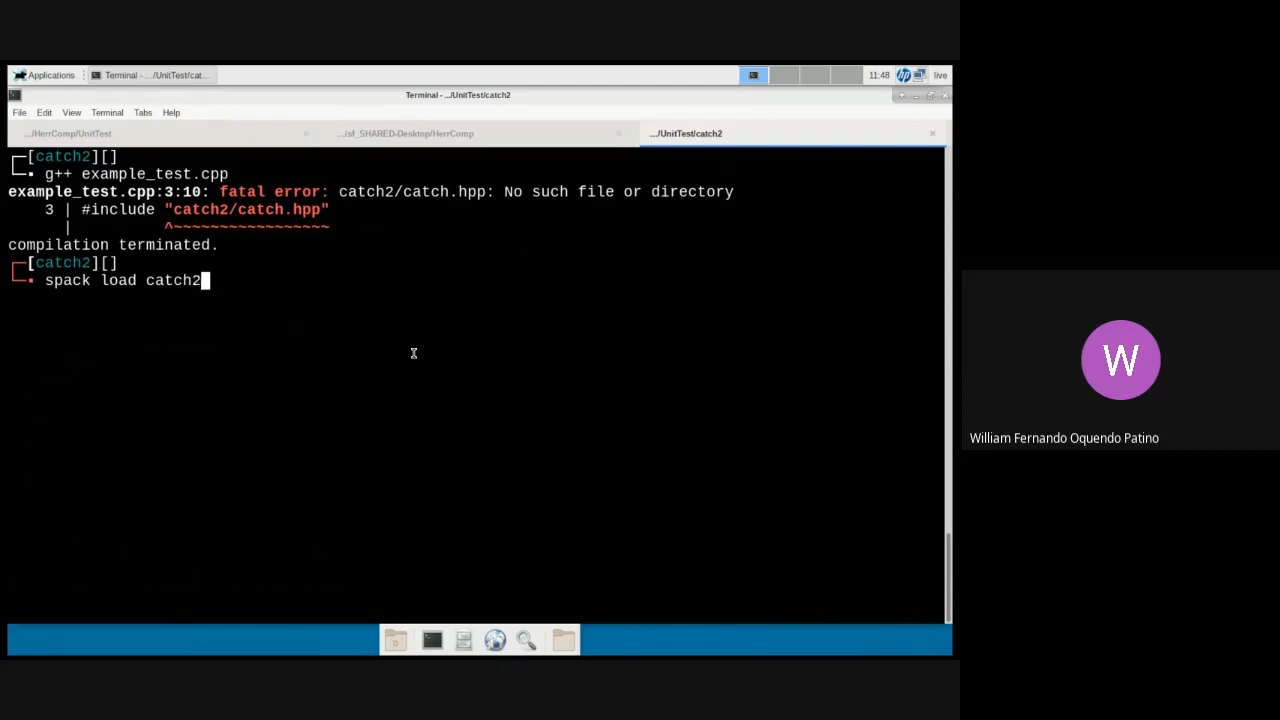 Applications
Terminal - .../UnitTest/cat...
11:48
hp
live
Terminal - .../UnitTest/catch2
File Edit View Terminal Tabs Help
.../HerrComp/UnitTest
.../sf_SHARED-Desktop/HerrComp
.../UnitTest/catch2
[catch2][]
g++ example_test.cpp
example_test.cpp:3:10: fatal error: catch2/catch.hpp: No such file or directory
3 | #include "catch2/catch.hpp"
| ^~~~~~~~~~~~~~~~~~
compilation terminated.
[catch2][]
spack load catch2
W
William Fernando Oquendo Patino